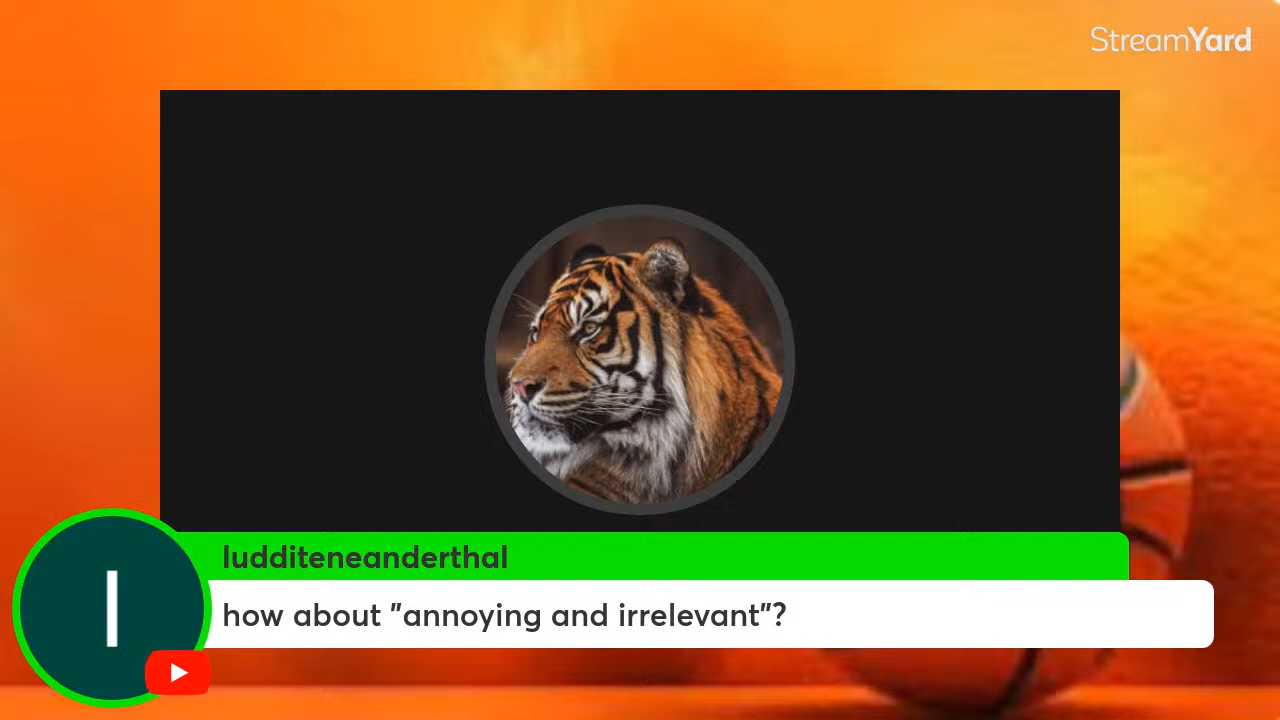 StreamYard
l
ludditeneanderthal
how about "annoying and irrelevant"?